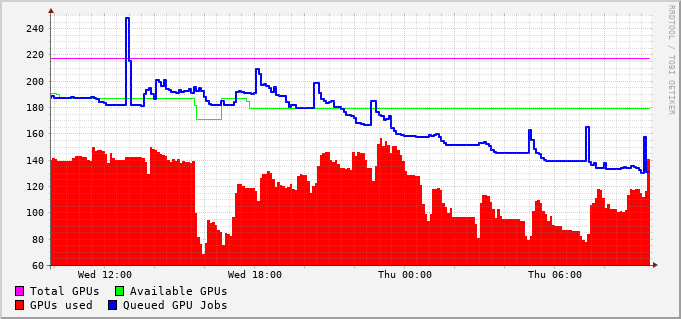 240
220
200
180
160
140
120
100
80
60
Wed 12:00 Wed 18:00 Thu 00:00 Thu 06:00
Total GPUs Available GPUs
GPUs used Queued GPU Jobs
RRDTOOL / TOBI OETIKER